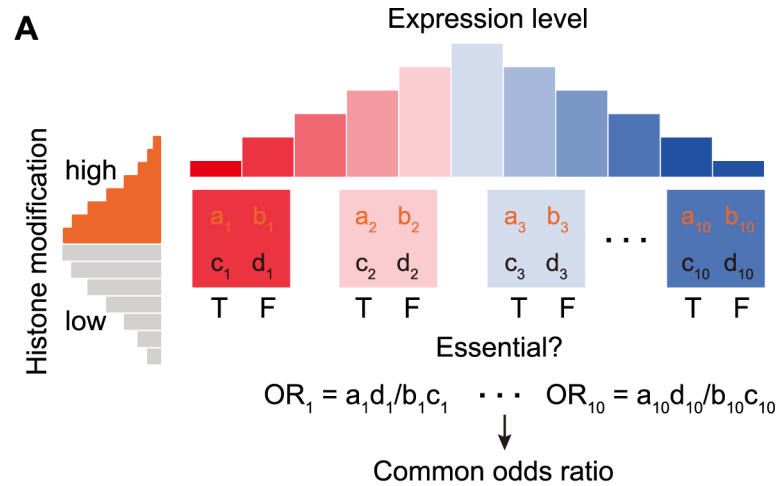 A
Expression level
Histone modification
high
low
a₁ b₁ a₂ b₂ a₃ b₃ ··· a₁₀ b₁₀
c₁ d₁ c₂ d₂ c₃ d₃ c₁₀ d₁₀
T F T F T F T F
Essential?
OR₁ = a₁d₁/b₁c₁ ··· OR₁₀ = a₁₀d₁₀/b₁₀c₁₀
Common odds ratio